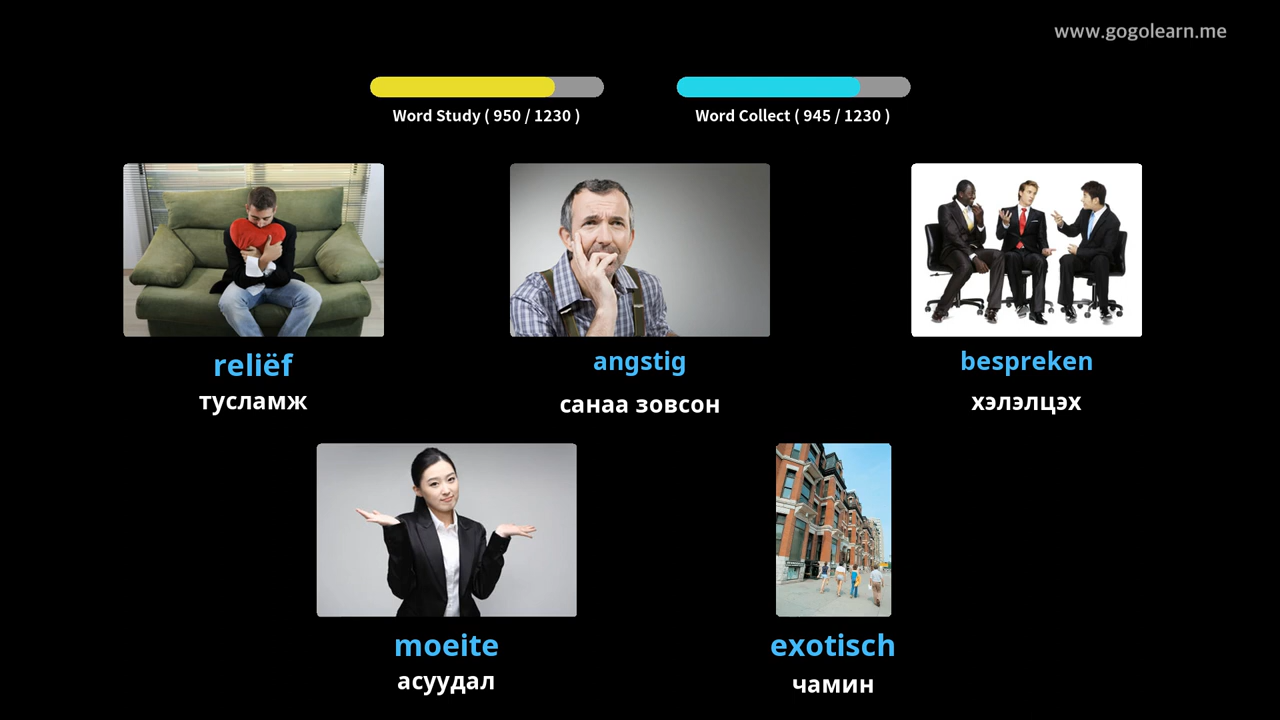 www.gogolearn.me
Word Study ( 950 / 1230 )
Word Collect ( 945 / 1230 )
reliëf
тусламж
angstig
санаа зовсон
bespreken
хэлэлцэх
moeite
асуудал
exotisch
чамин